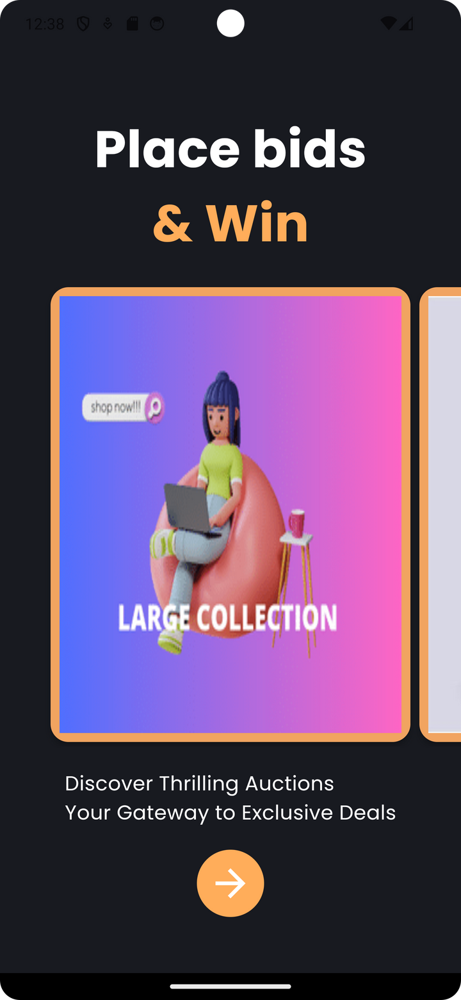 12:38
Place bids
& Win
shop now!!!
LARGE COLLECTION
Discover Thrilling Auctions
Your Gateway to Exclusive Deals